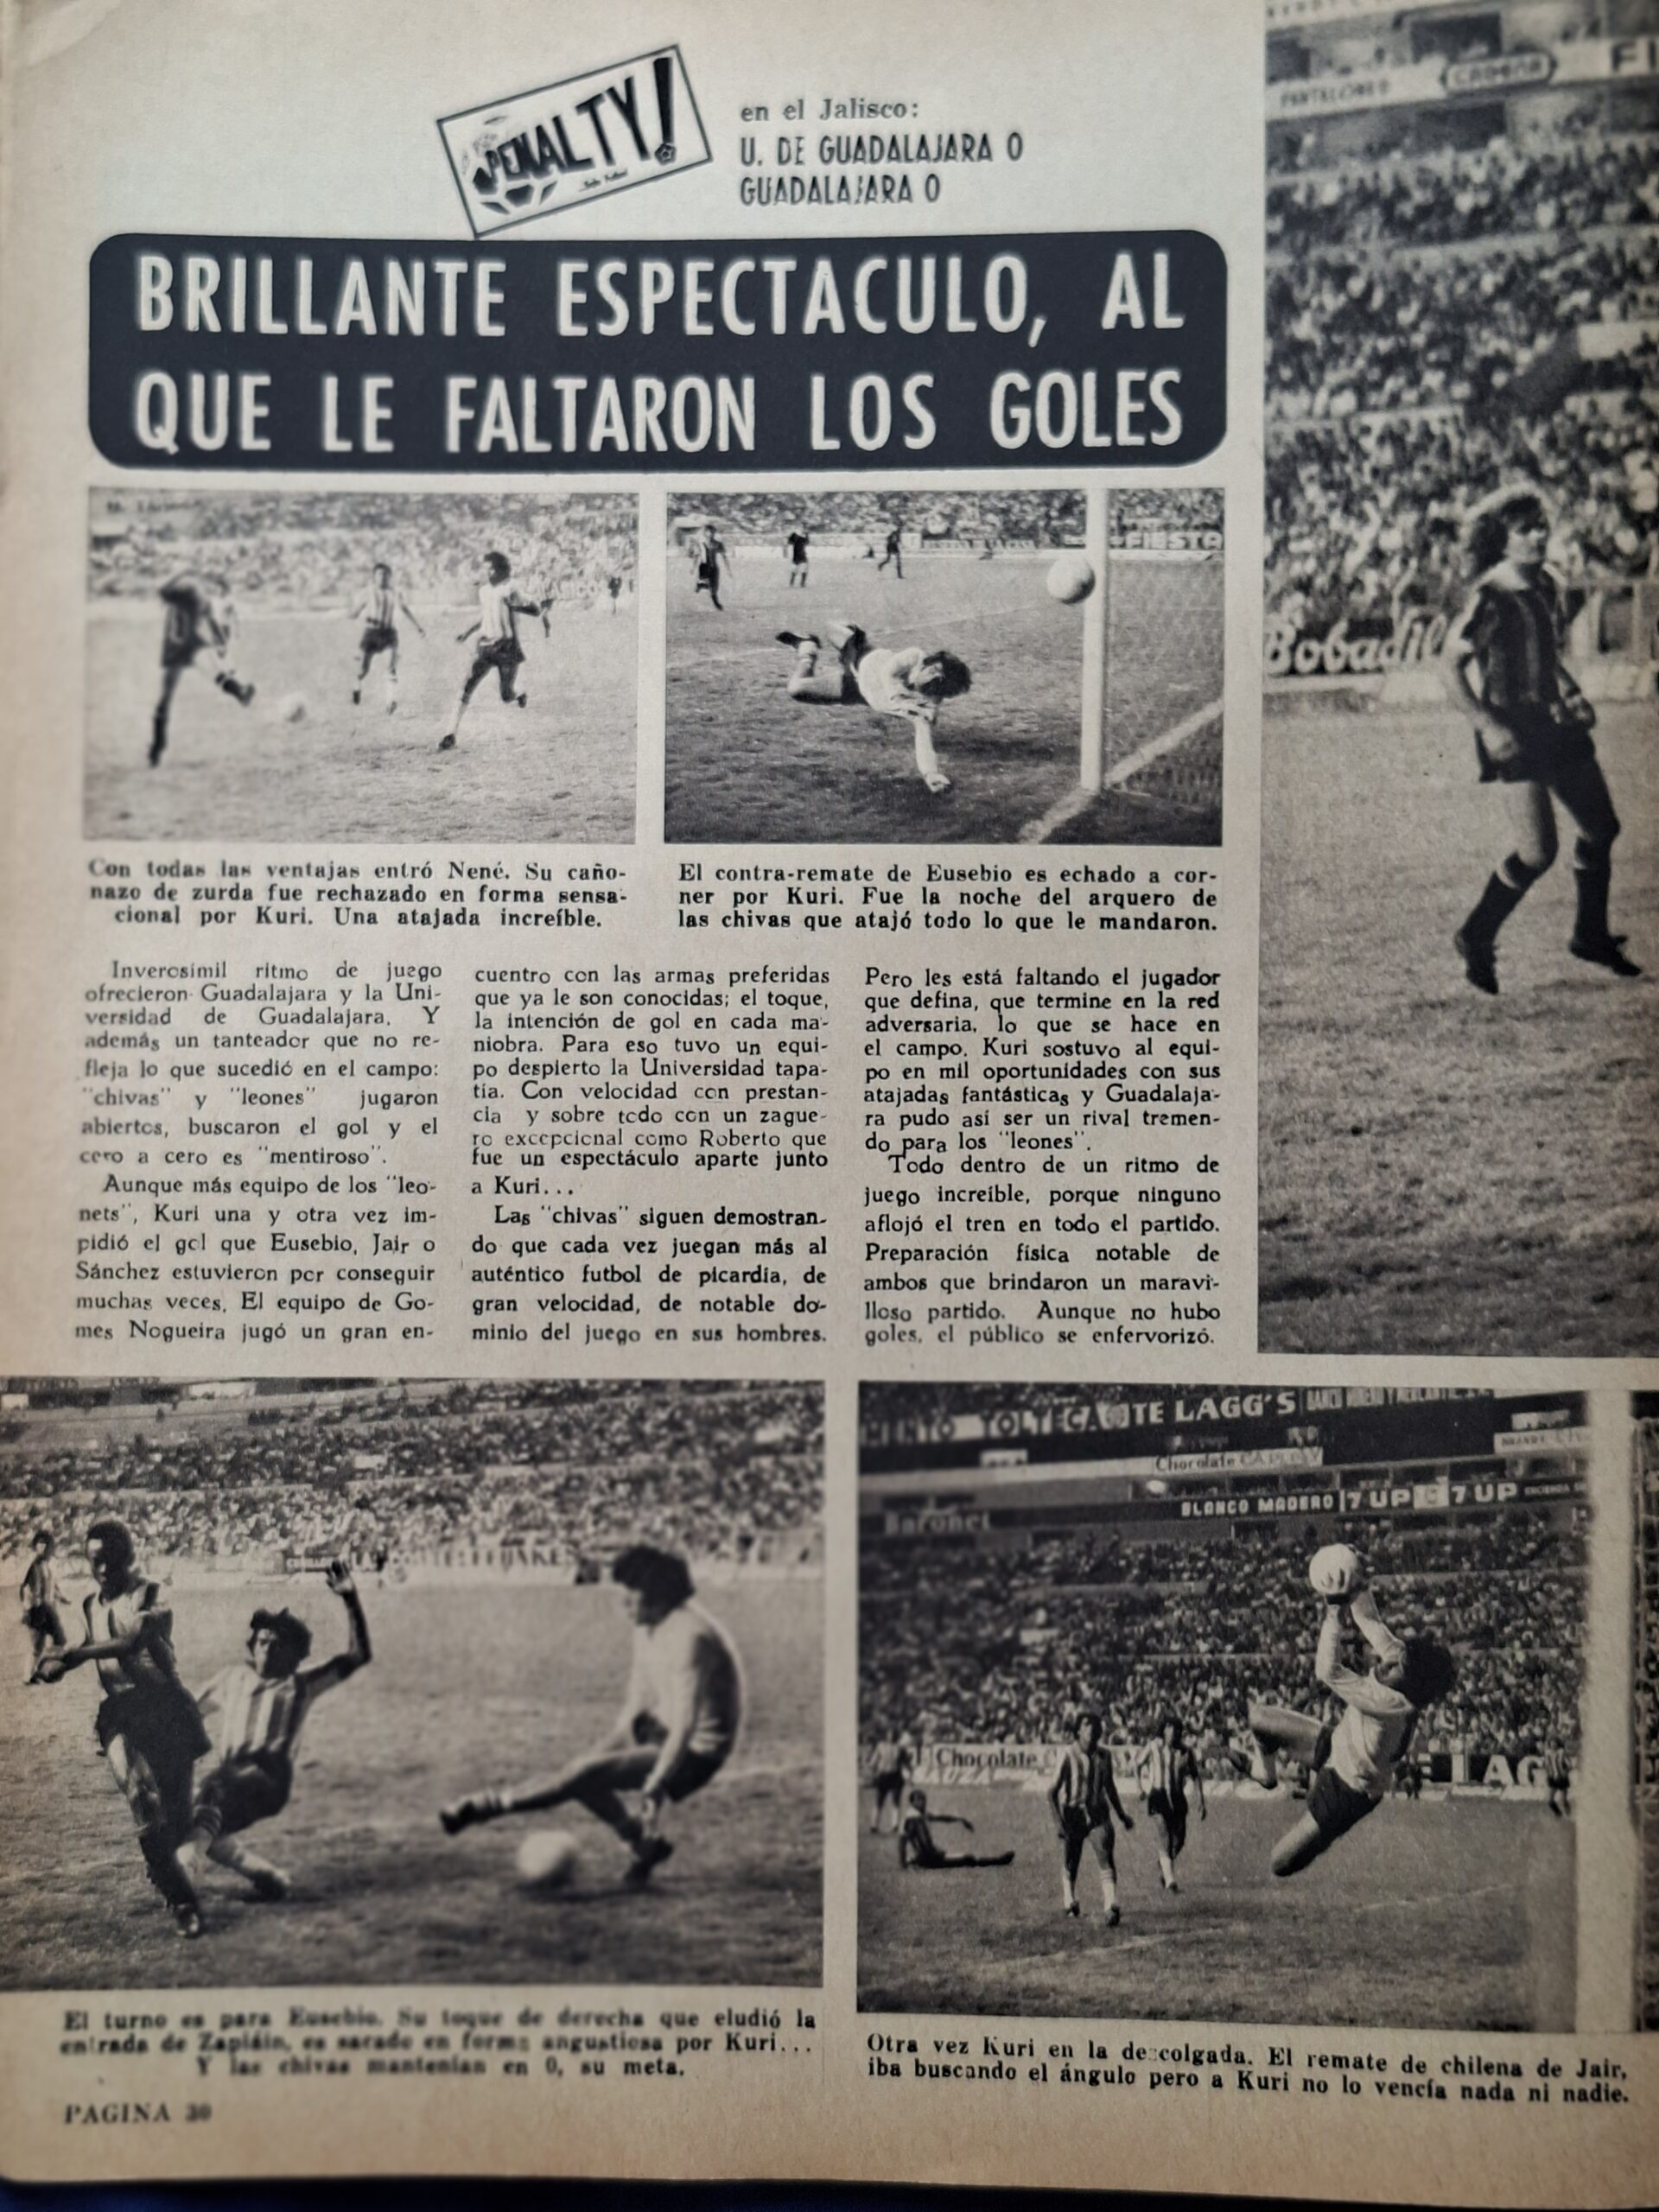 PENALTY!
en el Jalisco:
U. DE GUADALAJARA 0
GUADALAJARA 0
BRILLANTE ESPECTACULO, AL
QUE LE FALTARON LOS GOLES
FIESTA
Con todas las ventajas entró Nené. Su caño-
nazo de zurda fue rechazado en forma sensa-
cional por Kuri. Una atajada increíble.
El contra-remate de Eusebio es echado a cor-
ner por Kuri. Fue la noche del arquero de
las chivas que atajó todo lo que le mandaron.
Inverosímil ritmo de juego
ofrecieron Guadalajara y la Uni-
versidad de Guadalajara. Y
además un tanteador que no re-
fleja lo que sucedió en el campo:
"chivas" y "leones" jugaron
abiertos, buscaron el gol y el
cero a cero es "mentiroso".
Aunque más equipo de los "leo-
nets", Kuri una y otra vez im-
pidió el gol que Eusebio, Jair o
Sánchez estuvieron por conseguir
muchas veces. El equipo de Go-
mes Nogueira jugó un gran en-
cuentro con las armas preferidas
que ya le son conocidas; el toque,
la intención de gol en cada ma-
niobra. Para eso tuvo un equi-
po despierto la Universidad tapa-
tía. Con velocidad con prestan-
cia y sobre todo con un zague-
ro excepcional como Roberto que
fue un espectáculo aparte junto
a Kuri...
Las "chivas" siguen demostran-
do que cada vez juegan más al
auténtico futbol de picardía, de
gran velocidad, de notable do-
minio del juego en sus hombres.
Pero les está faltando el jugador
que defina, que termine en la red
adversaria, lo que se hace en
el campo. Kuri sostuvo al equi-
po en mil oportunidades con sus
atajadas fantásticas y Guadalaja-
ra pudo así ser un rival tremen-
do para los "leones".
Todo dentro de un ritmo de
juego increíble, porque ninguno
aflojó el tren en todo el partido.
Preparación física notable de
ambos que brindaron un maravi-
lloso partido. Aunque no hubo
goles, el público se enfervorizó.
PANTALONES CADENA FI
Bobadil
MENTO TOLTECA TE LAGG'S
Chocolate
BLANCO MADERO 7 UP 7 UP
Baronet
Chocolate
LAG
El turno es para Eusebio. Su toque de derecha que eludió la
entrada de Zapiáin, es sacado en forma angustiosa por Kuri...
Y las chivas mantenían en 0, su meta.
Otra vez Kuri en la descolgada. El remate de chilena de Jair,
iba buscando el ángulo pero a Kuri no lo vencía nada ni nadie.
PAGINA 30